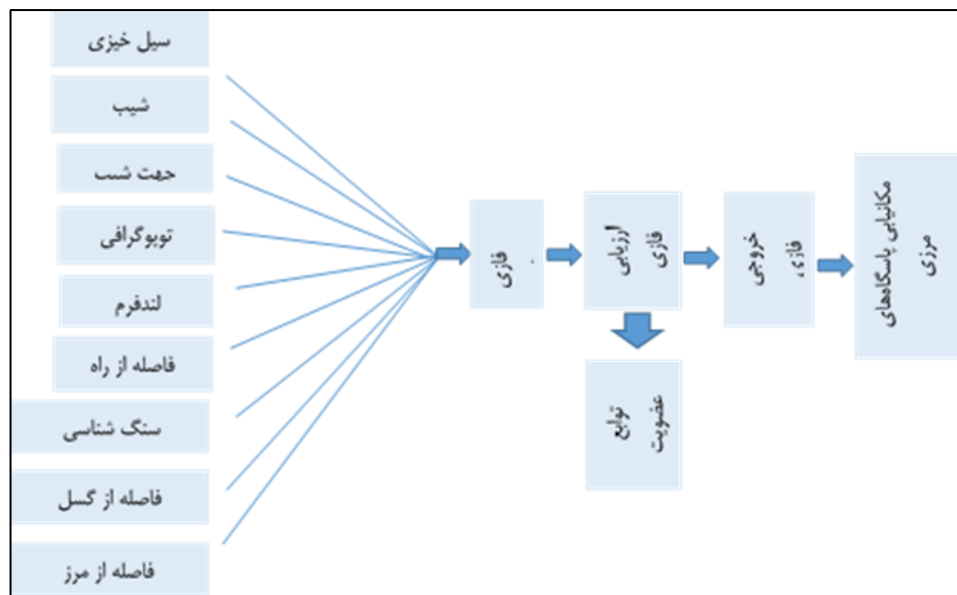 سیل خیزی
شیب
جهت شیب
توپوگرافی
لندفرم
فاصله از راه
سنگ شناسی
فاصله از گسل
فاصله از مرز
فازی
ارزیابی
فازی
توابع
عضویت
خروجی
فازی
مکانیابی پاسگاه‌های
مرزی